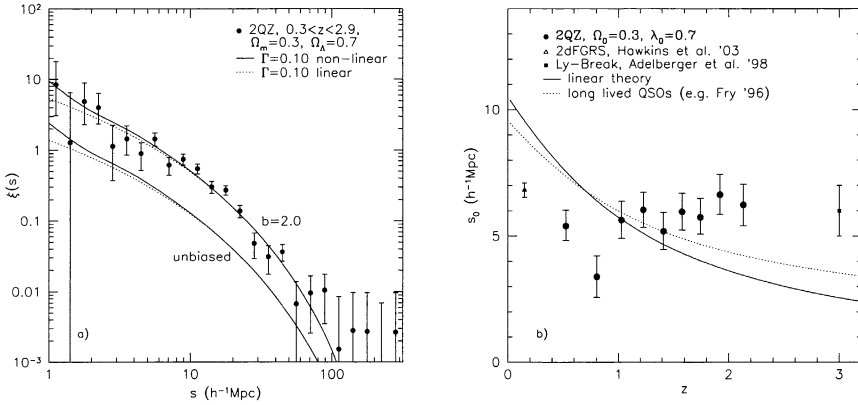 2QZ, 0.3<z<2.9,
Ωm=0.3, ΩΛ=0.7
Γ=0.10 non-linear
Γ=0.10 linear
b=2.0
unbiased
a)
ξ(s)
10²
10
1
0.1
0.01
10⁻³
1
10
100
s (h⁻¹Mpc)
2QZ, Ω₀=0.3, λ₀=0.7
2dFGRS, Hawkins et al. '03
Ly-Break, Adelberger et al. '98
linear theory
long lived QSOs (e.g. Fry '96)
b)
s₀ (h⁻¹Mpc)
15
10
5
0
0
1
2
3
z